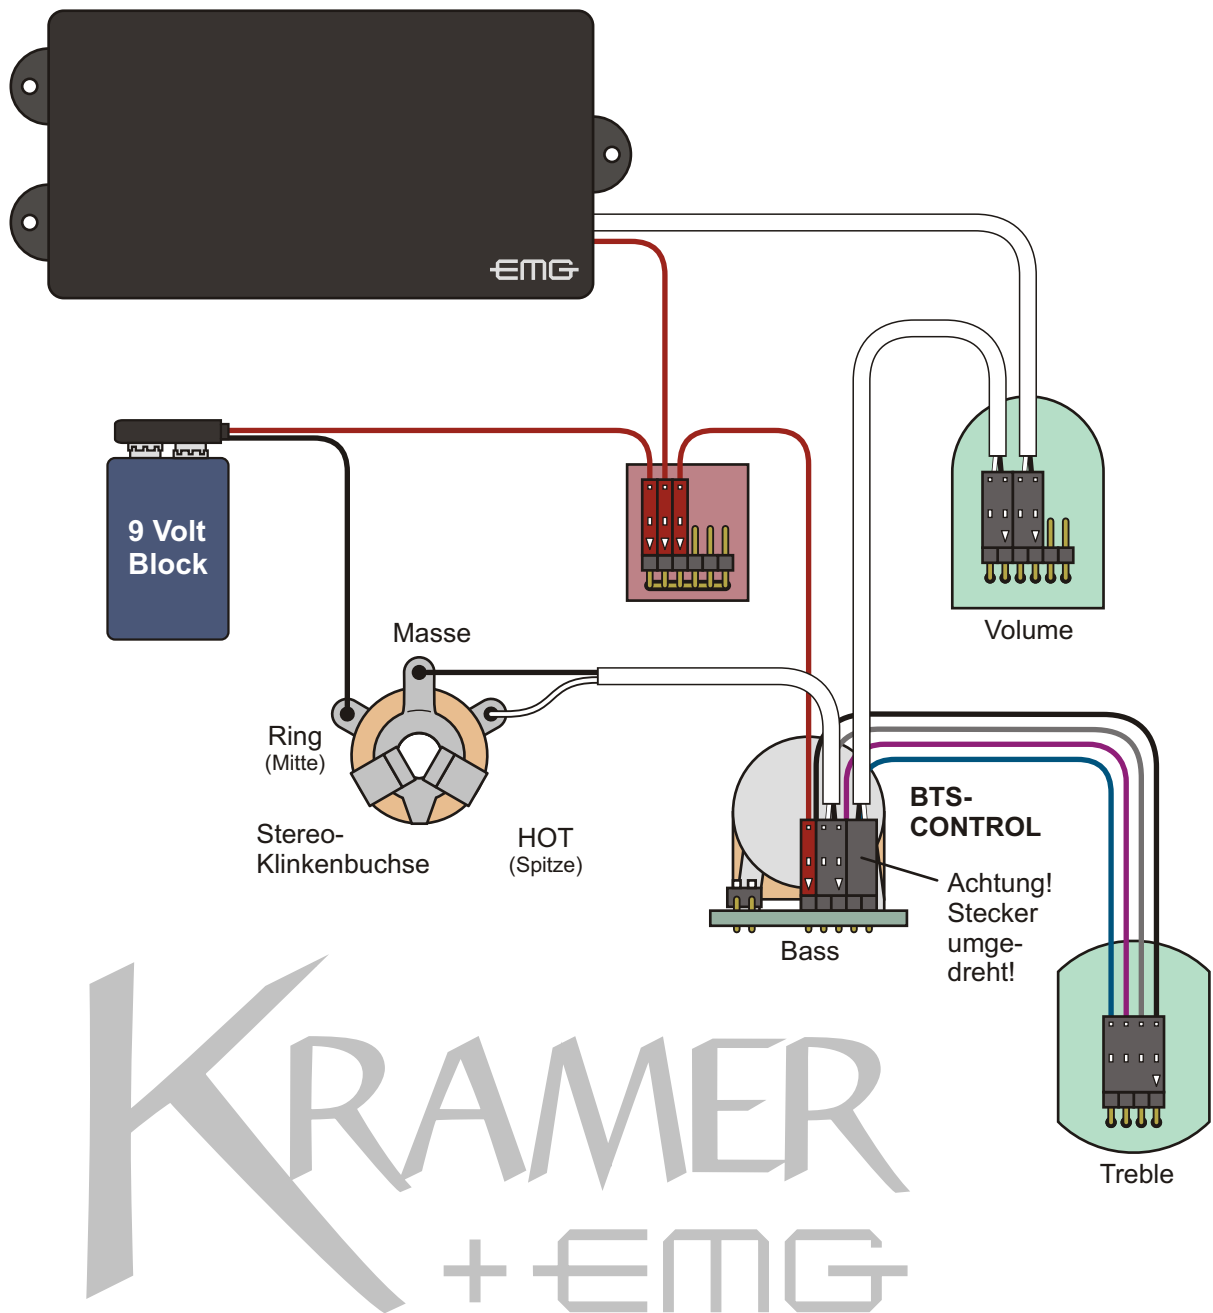 EMG
9 Volt
Block
Volume
Masse
Ring
(Mitte)
Stereo-
Klinkenbuchse
HOT
(Spitze)
BTS-
CONTROL
Achtung!
Stecker
umge-
dreht!
Bass
Treble
KRAMER
+ EMG